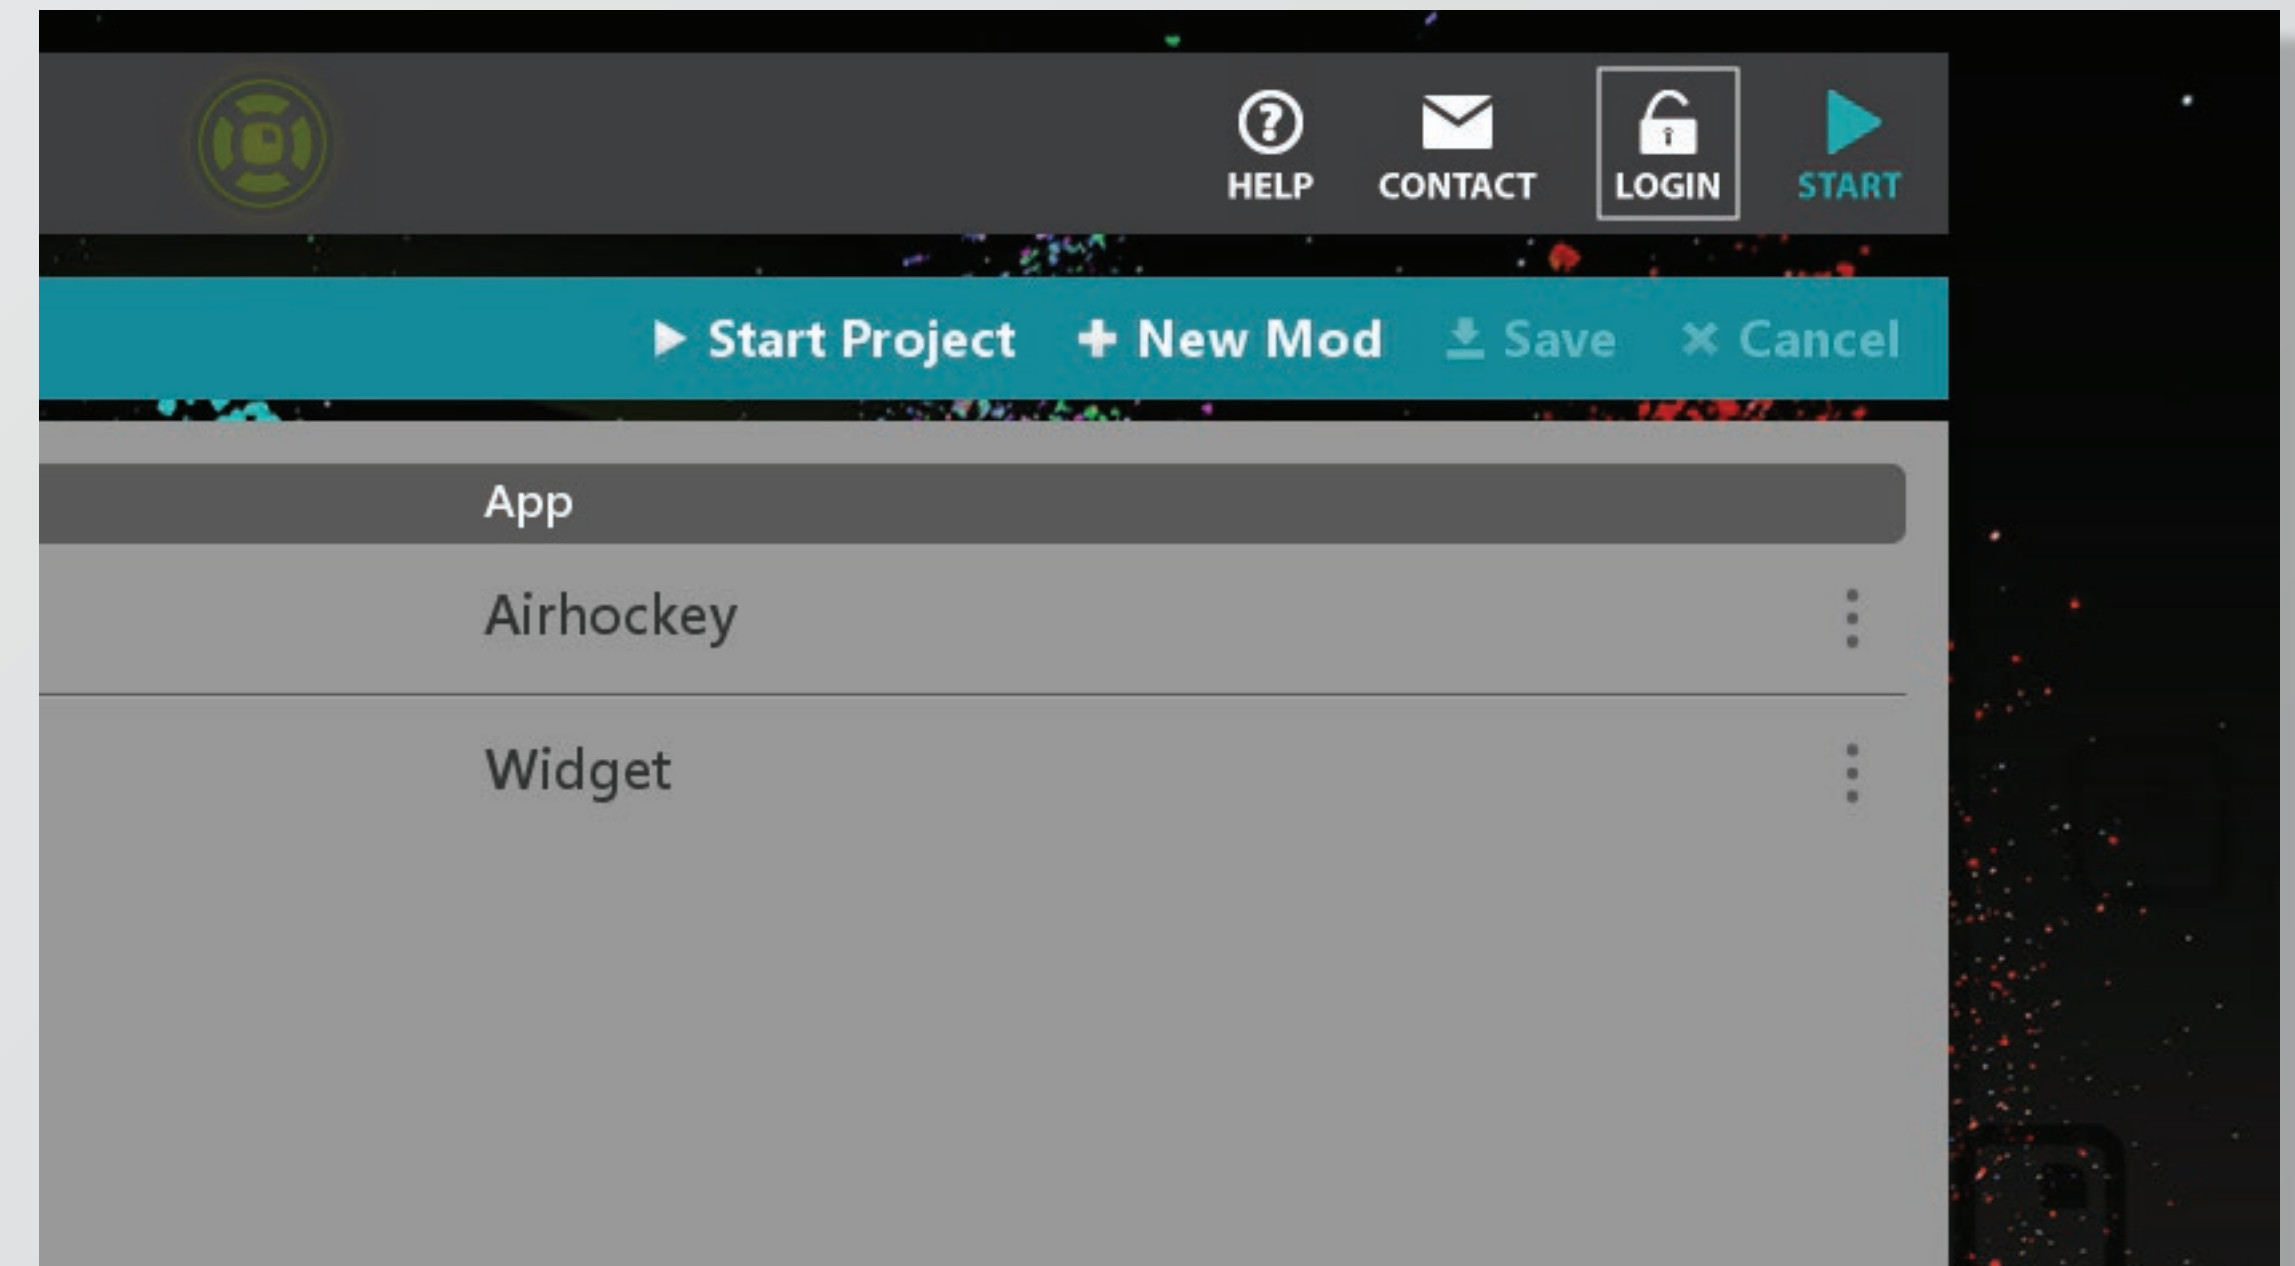 HELP CONTACT LOGIN START
Start Project New Mod Save Cancel
App
Airhockey
Widget